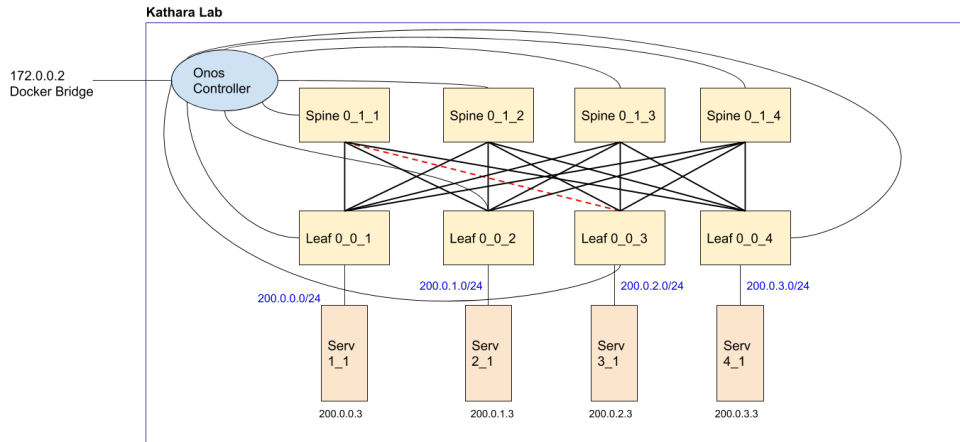 Kathara Lab
172.0.0.2
Docker Bridge
Onos
Controller
Spine 0_1_1
Spine 0_1_2
Spine 0_1_3
Spine 0_1_4
Leaf 0_0_1
Leaf 0_0_2
Leaf 0_0_3
Leaf 0_0_4
200.0.0.0/24
200.0.1.0/24
200.0.2.0/24
200.0.3.0/24
Serv
1_1
Serv
2_1
Serv
3_1
Serv
4_1
200.0.0.3
200.0.1.3
200.0.2.3
200.0.3.3